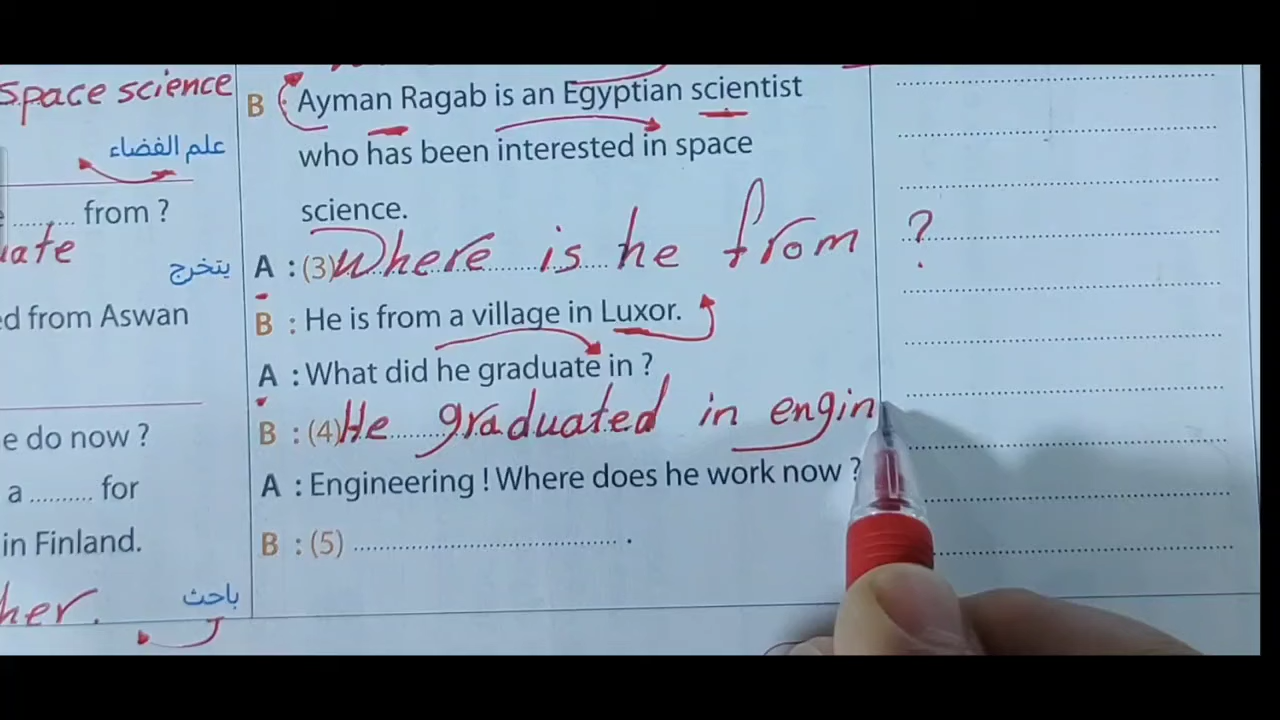 space science
علم الفضاء
.......... from ?
يتخرج
ed from Aswan
e do now ?
a .......... for
in Finland.
باحث
B : Ayman Ragab is an Egyptian scientist
who has been interested in space
science.
A : (3) Where is he from ?
B : He is from a village in Luxor.
A : What did he graduate in ?
B : (4) He graduated in engin
A : Engineering ! Where does he work now ?
B : (5) .......................................... .